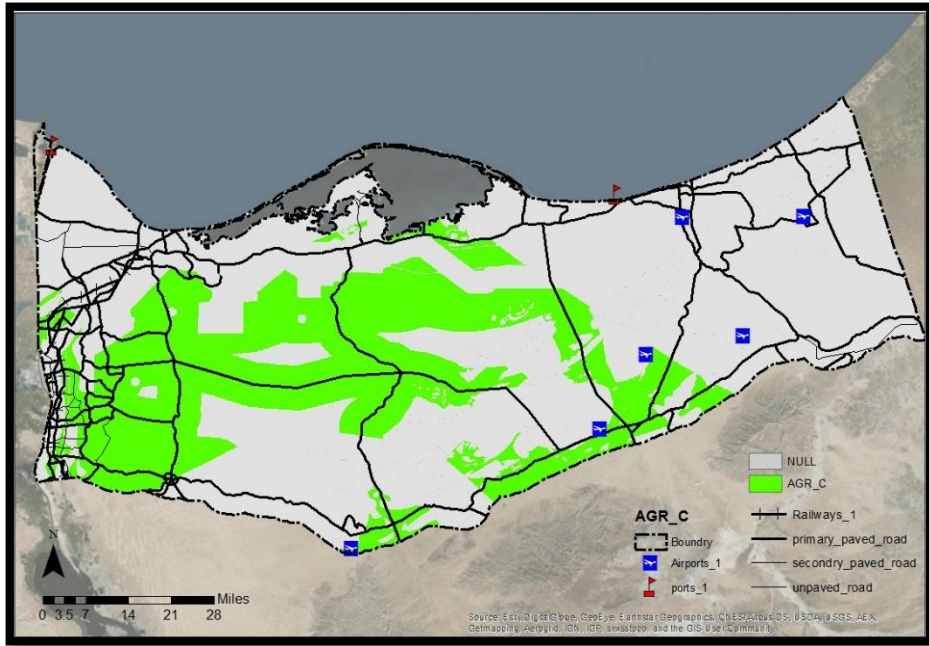 NULL
AGR_C
AGR_C
Boundry
Airports_1
ports_1
Railways_1
primary_paved_road
secondry_paved_road
unpaved_road
N
Miles
0 3.5 7 14 21 28
Source: Esri, DigitalGlobe, GeoEye, Earthstar Geographics, CNES/Airbus DS, USDA, USGS, AEX,
Getmapping, Aerogrid, IGN, IGP, swisstopo, and the GIS User Community